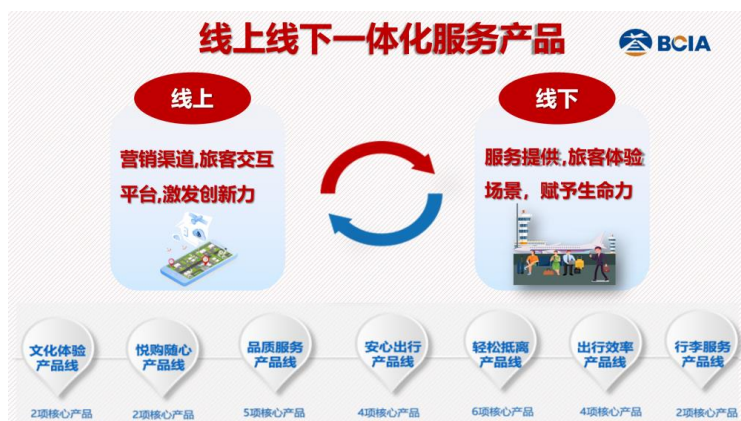 线上线下一体化服务产品
BCIA
线上
线下
营销渠道,旅客交互
平台,激发创新力
服务提供,旅客体验
场景，赋予生命力
文化体验
产品线
悦购随心
产品线
品质服务
产品线
安心出行
产品线
轻松抵离
产品线
出行效率
产品线
行李服务
产品线
2项核心产品
2项核心产品
5项核心产品
4项核心产品
6项核心产品
4项核心产品
2项核心产品